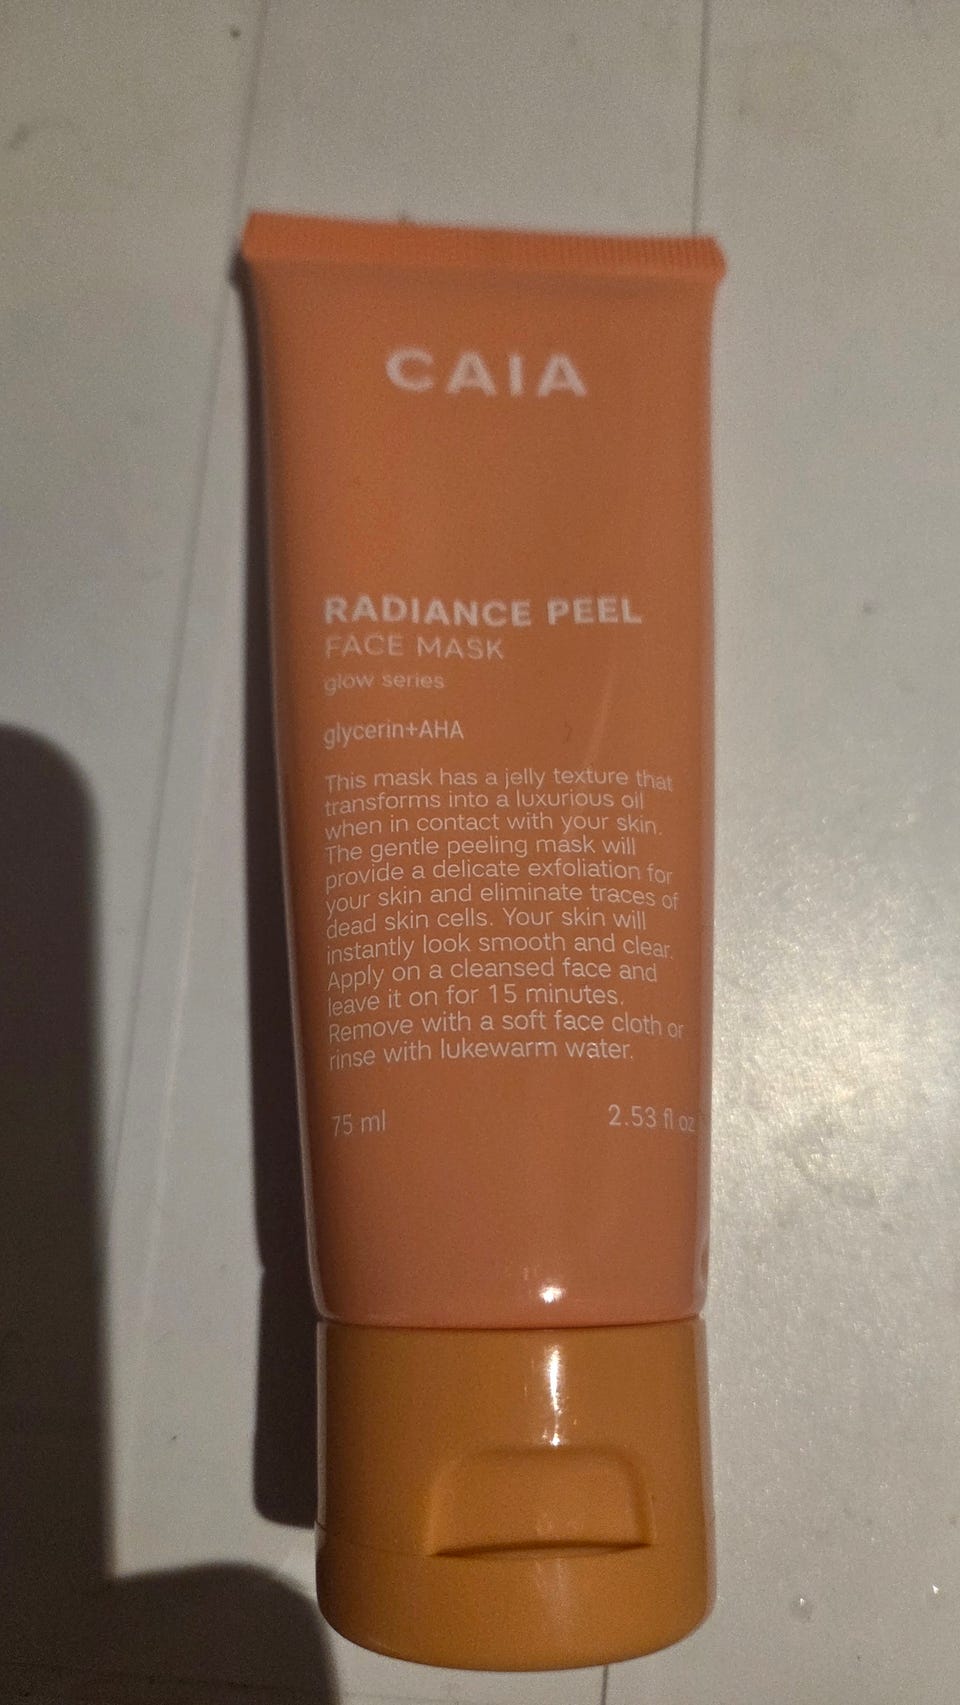 CAIA
RADIANCE PEEL
FACE MASK
glow series
glycerin+AHA
This mask has a jelly texture that
transforms into a luxurious oil
when in contact with your skin.
The gentle peeling mask will
provide a delicate exfoliation for
your skin and eliminate traces of
dead skin cells. Your skin will
instantly look smooth and clear.
Apply on a cleansed face and
leave it on for 15 minutes.
Remove with a soft face cloth or
rinse with lukewarm water.
75 ml 2.53 fl oz